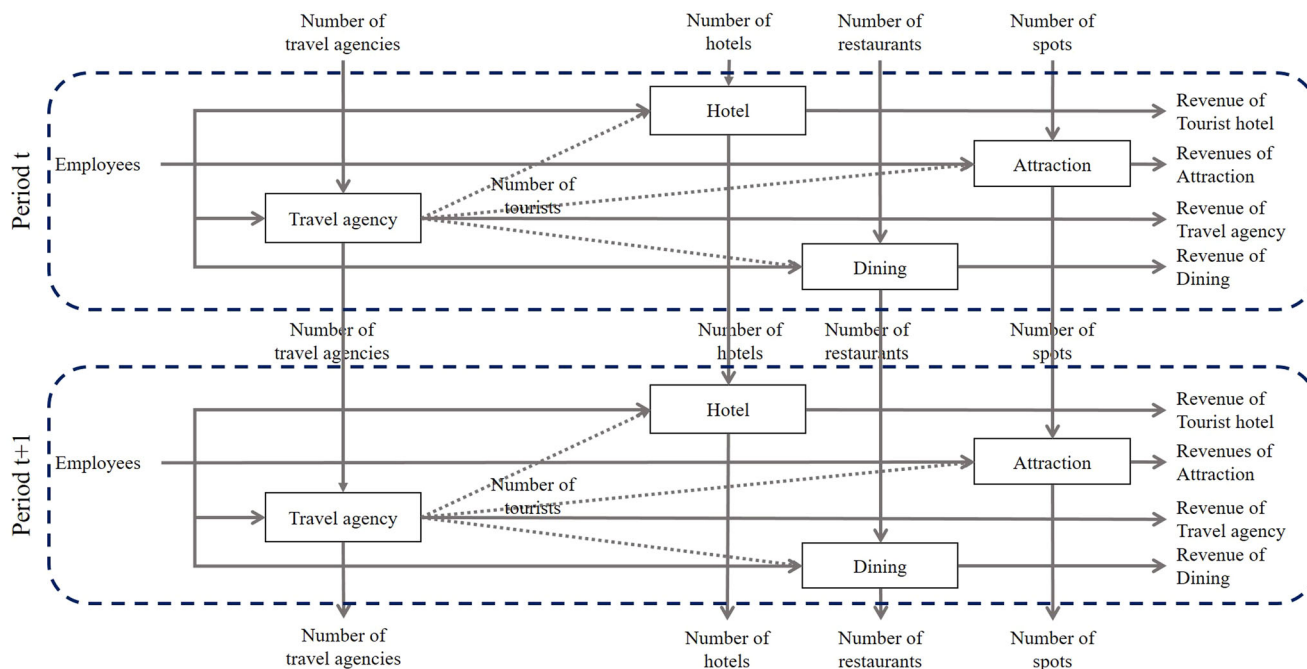 Number of
travel agencies
Number of
hotels
Number of
restaurants
Number of
spots
Period t
Employees
Hotel
Revenue of
Tourist hotel
Attraction
Revenues of
Attraction
Number of
tourists
Travel agency
Revenue of
Travel agency
Dining
Revenue of
Dining
Number of
travel agencies
Number of
hotels
Number of
restaurants
Number of
spots
Period t+1
Employees
Hotel
Revenue of
Tourist hotel
Attraction
Revenues of
Attraction
Number of
tourists
Travel agency
Revenue of
Travel agency
Dining
Revenue of
Dining
Number of
travel agencies
Number of
hotels
Number of
restaurants
Number of
spots